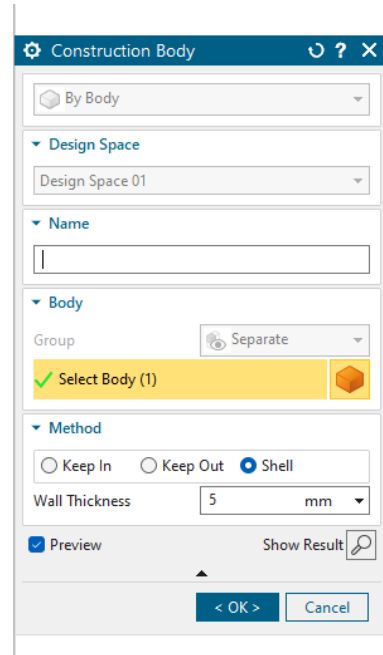 Construction Body
?
By Body
Design Space
Design Space 01
Name
Body
Group Separate
Select Body (1)
Method
Keep In Keep Out Shell
Wall Thickness 5 mm
Preview Show Result
< OK > Cancel